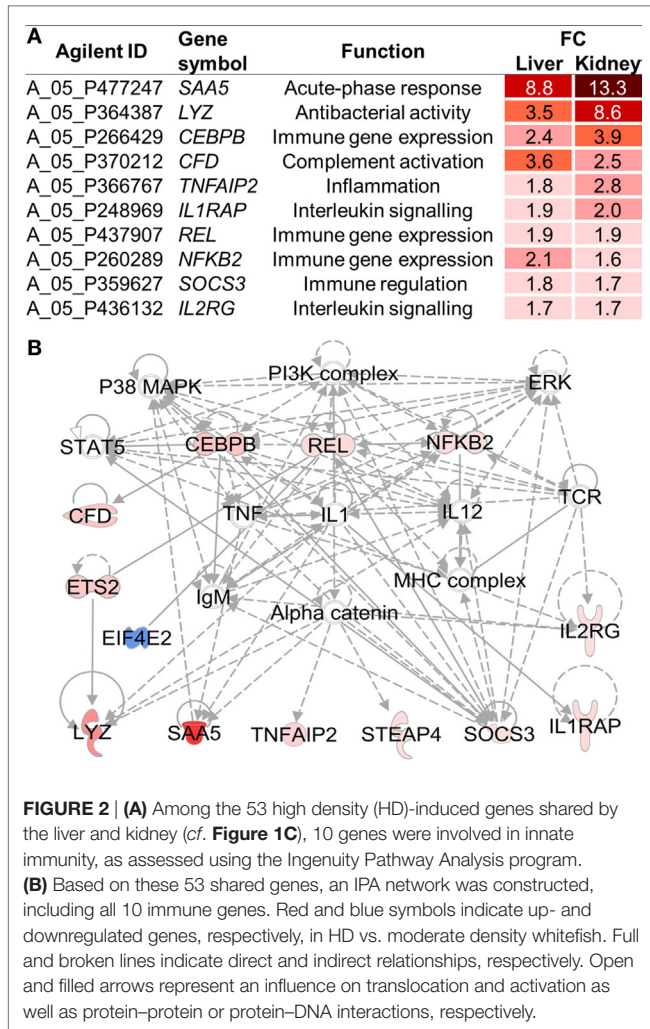 A
Agilent ID Gene symbol Function FC
Liver Kidney
A_05_P477247 SAA5 Acute-phase response 8.8 13.3
A_05_P364387 LYZ Antibacterial activity 3.5 8.6
A_05_P266429 CEBPB Immune gene expression 2.4 3.9
A_05_P370212 CFD Complement activation 3.6 2.5
A_05_P366767 TNFAIP2 Inflammation 1.8 2.8
A_05_P248969 IL1RAP Interleukin signalling 1.9 2.0
A_05_P437907 REL Immune gene expression 1.9 1.9
A_05_P260289 NFKB2 Immune gene expression 2.1 1.6
A_05_P359627 SOCS3 Immune regulation 1.8 1.7
A_05_P436132 IL2RG Interleukin signalling 1.7 1.7
B
P38 MAPK PI3K complex ERK
STAT5 CEBPB REL NFKB2
CFD TNF IL1 IL12 TCR
ETS2 IgM Alpha catenin MHC complex
EIF4E2 IL2RG
LYZ SAA5 TNFAIP2 STEAP4 SOCS3 IL1RAP
FIGURE 2 | (A) Among the 53 high density (HD)-induced genes shared by
the liver and kidney (cf. Figure 1C), 10 genes were involved in innate
immunity, as assessed using the Ingenuity Pathway Analysis program.
(B) Based on these 53 shared genes, an IPA network was constructed,
including all 10 immune genes. Red and blue symbols indicate up- and
downregulated genes, respectively, in HD vs. moderate density whitefish. Full
and broken lines indicate direct and indirect relationships, respectively. Open
and filled arrows represent an influence on translocation and activation as
well as protein–protein or protein–DNA interactions, respectively.